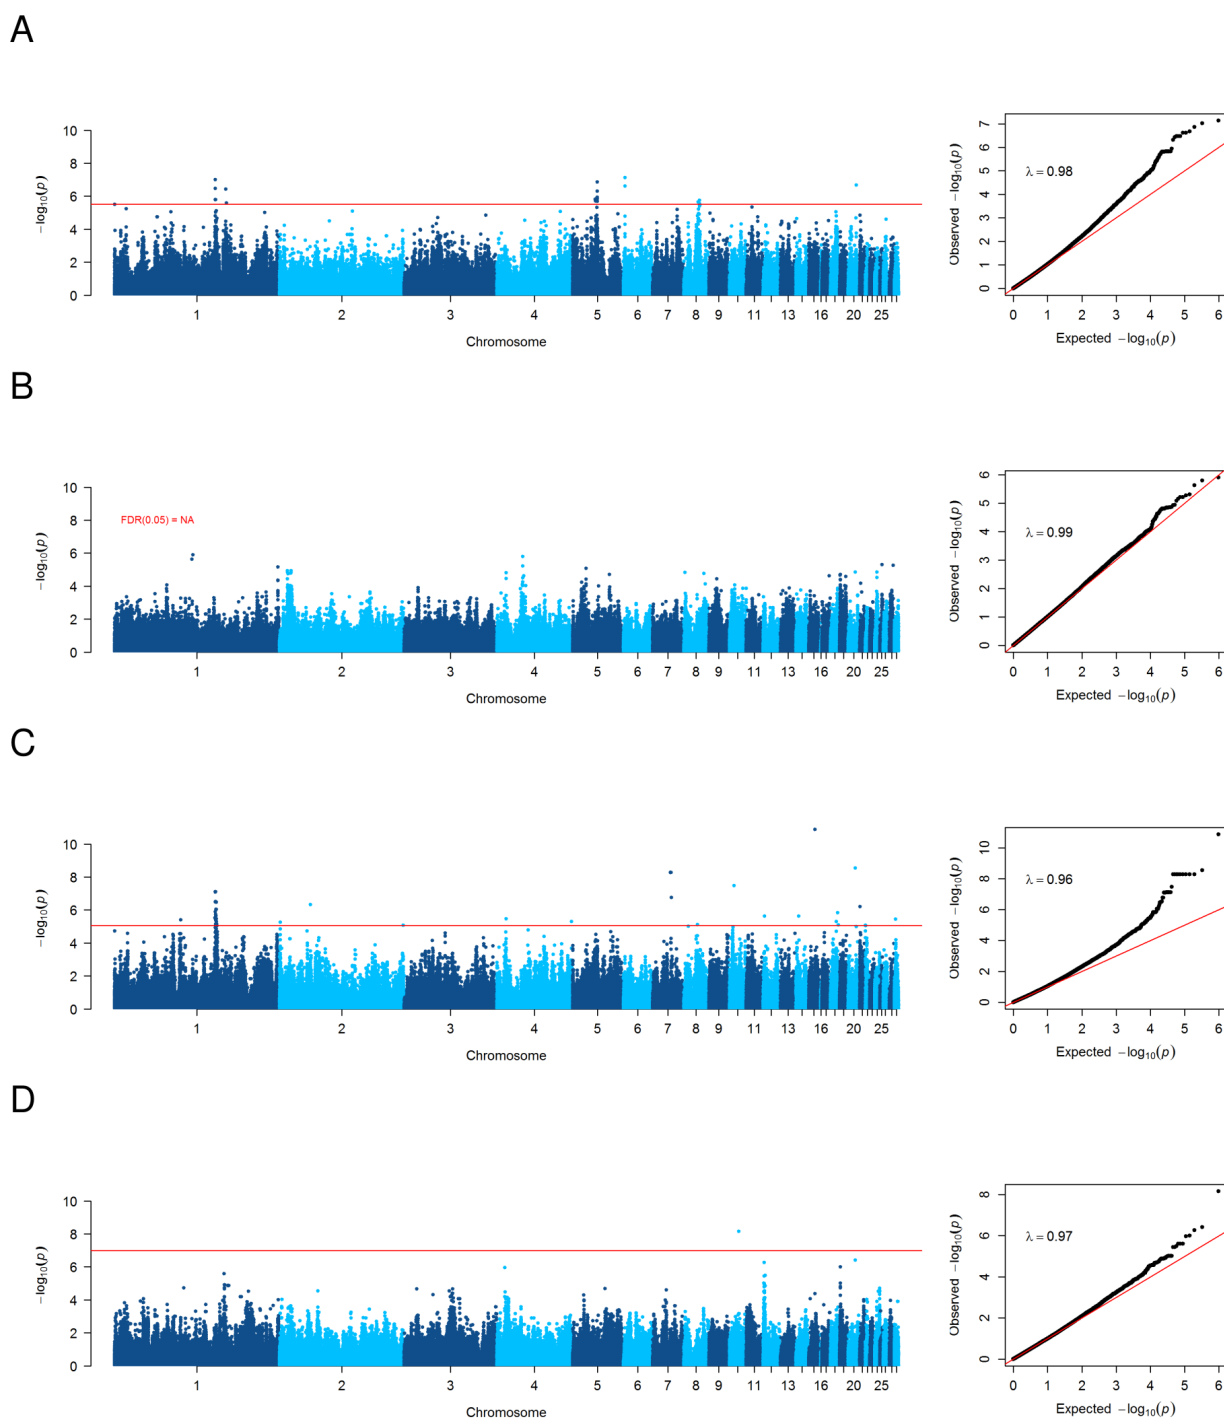 A
10
8
6
4
2
0
−log10(p)
1 2 3 4 5 6 7 8 9 11 13 16 20 25
Chromosome
7
6
5
4
3
2
1
0
Observed −log10(p)
λ = 0.98
0 1 2 3 4 5 6
Expected −log10(p)
B
10
8
6
4
2
0
−log10(p)
FDR(0.05) = NA
1 2 3 4 5 6 7 8 9 11 13 16 20 25
Chromosome
6
5
4
3
2
1
0
Observed −log10(p)
λ = 0.99
0 1 2 3 4 5 6
Expected −log10(p)
C
10
8
6
4
2
0
−log10(p)
1 2 3 4 5 6 7 8 9 11 13 16 20 25
Chromosome
10
8
6
4
2
0
Observed −log10(p)
λ = 0.96
0 1 2 3 4 5 6
Expected −log10(p)
D
10
8
6
4
2
0
−log10(p)
1 2 3 4 5 6 7 8 9 11 13 16 20 25
Chromosome
8
6
4
2
0
Observed −log10(p)
λ = 0.97
0 1 2 3 4 5 6
Expected −log10(p)